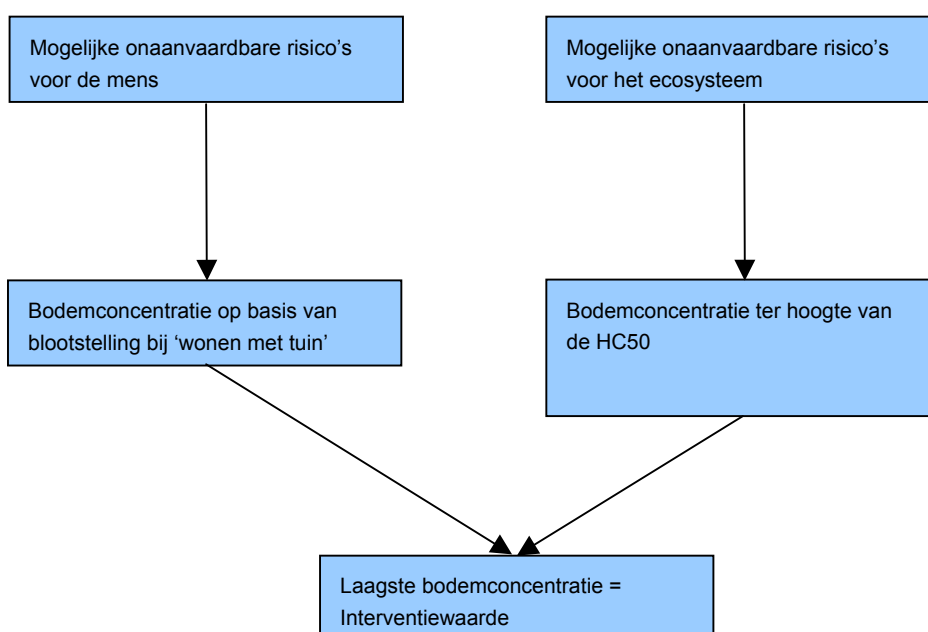 Mogelijke onaanvaardbare risico’s
voor de mens
Mogelijke onaanvaardbare risico’s
voor het ecosysteem
Bodemconcentratie op basis van
blootstelling bij ‘wonen met tuin’
Bodemconcentratie ter hoogte van
de HC50
Laagste bodemconcentratie =
Interventiewaarde